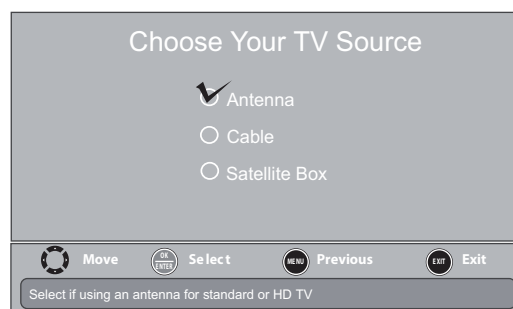 Choose Your TV Source
Antenna
Cable
Satellite Box
Move OK ENTER Select MENU Previous EXIT Exit
Select if using an antenna for standard or HD TV